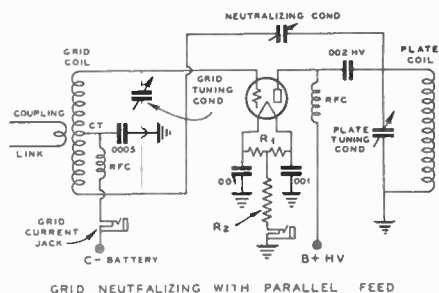 NEUTRALIZING COND
GRID
COIL
002 HV
PLATE
COIL
GRID
TUNING
COND
COUPLING
LINK
CT
0005
RFC
RFC
R1
PLATE
TUNING
COND
001
001
GRID
CURRENT
JACK
R2
C- BATTERY
B+ HV
GRID NEUTRALIZING WITH PARALLEL FEED